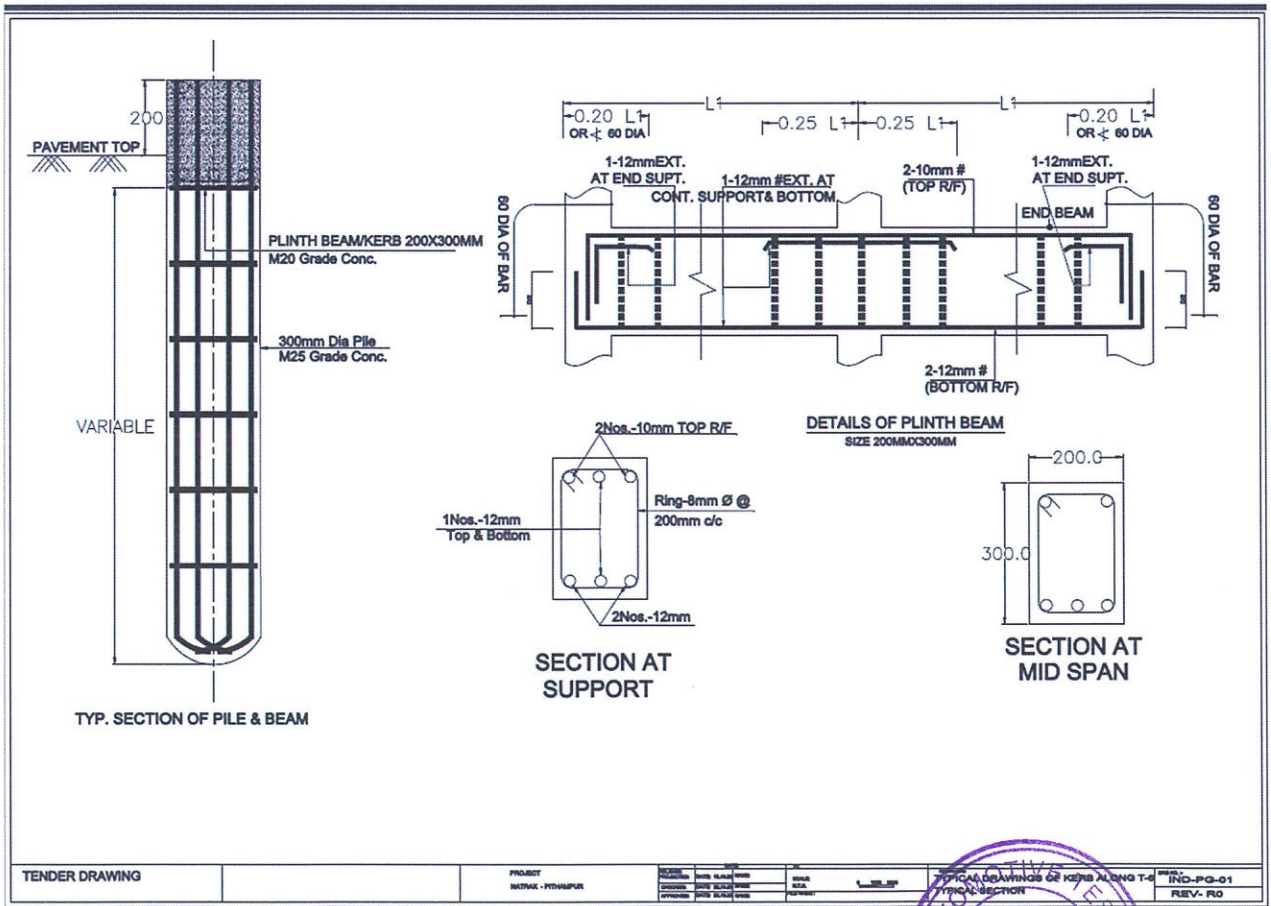 200
PAVEMENT TOP
PLINTH BEAM/KERB 200X300MM
M20 Grade Conc.
300mm Dia Pile
M25 Grade Conc.
VARIABLE
TYP. SECTION OF PILE & BEAM
L1
L1
0.20 L1
OR ≮ 60 DIA
0.25 L1
0.25 L1
0.20 L1
OR ≮ 60 DIA
1-12mmEXT.
AT END SUPT.
1-12mm #EXT. AT
CONT. SUPPORT& BOTTOM
2-10mm #
(TOP R/F)
1-12mmEXT.
AT END SUPT.
END BEAM
60 DIA OF BAR
60 DIA OF BAR
2-12mm #
(BOTTOM R/F)
DETAILS OF PLINTH BEAM
SIZE 200MMX300MM
2Nos.-10mm TOP R/F
Ring-8mm Ø @
200mm c/c
1Nos.-12mm
Top & Bottom
2Nos.-12mm
SECTION AT
SUPPORT
200.0
300.0
SECTION AT
MID SPAN
TENDER DRAWING
PROJECT
NATRAX - PITHAMPUR
SCALE
N.T.S.
TYPICAL DRAWINGS OF KERB ALONG
TYPICAL SECTION
IND-PG-01
REV- R0
OMOTIVE TES